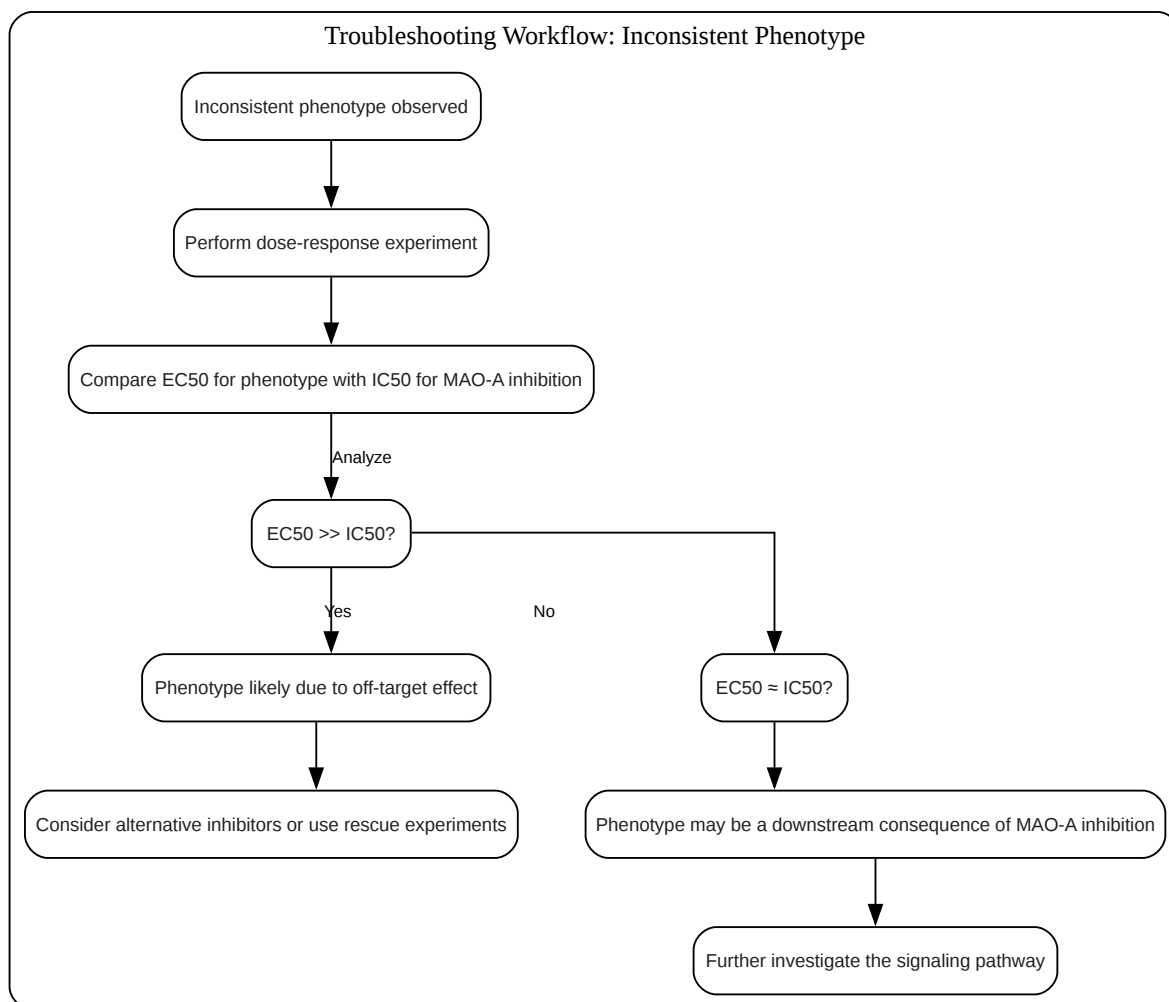 Troubleshooting Workflow: Inconsistent Phenotype
Inconsistent phenotype observed
Perform dose-response experiment
Compare EC50 for phenotype with IC50 for MAO-A inhibition
Analyze
EC50 >> IC50?
Yes
No
Phenotype likely due to off-target effect
EC50 ≈ IC50?
Consider alternative inhibitors or use rescue experiments
Phenotype may be a downstream consequence of MAO-A inhibition
Further investigate the signaling pathway